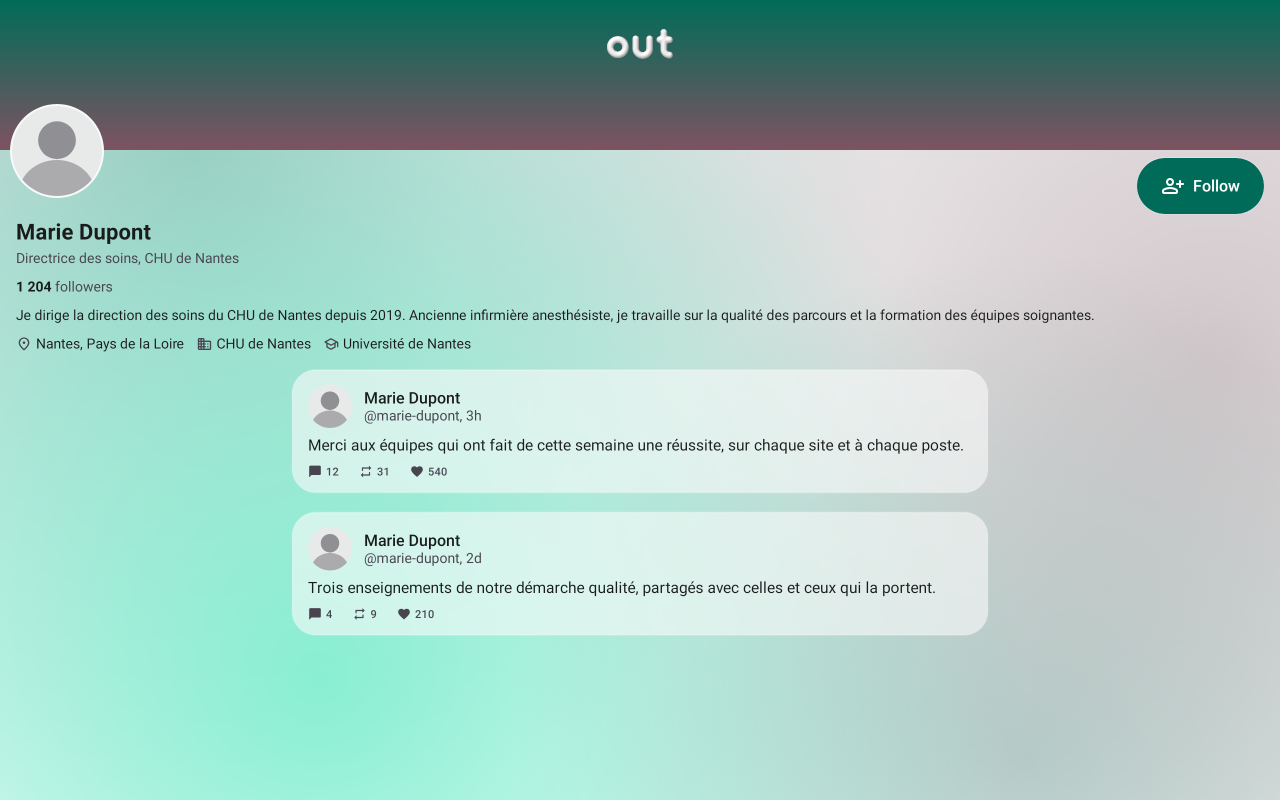 out
Follow
Marie Dupont
Directrice des soins, CHU de Nantes
1 204 followers
Je dirige la direction des soins du CHU de Nantes depuis 2019. Ancienne infirmière anesthésiste, je travaille sur la qualité des parcours et la formation des équipes soignantes.
Nantes, Pays de la Loire CHU de Nantes Université de Nantes
Marie Dupont
@marie-dupont, 3h
Merci aux équipes qui ont fait de cette semaine une réussite, sur chaque site et à chaque poste.
12 31 540
Marie Dupont
@marie-dupont, 2d
Trois enseignements de notre démarche qualité, partagés avec celles et ceux qui la portent.
4 9 210